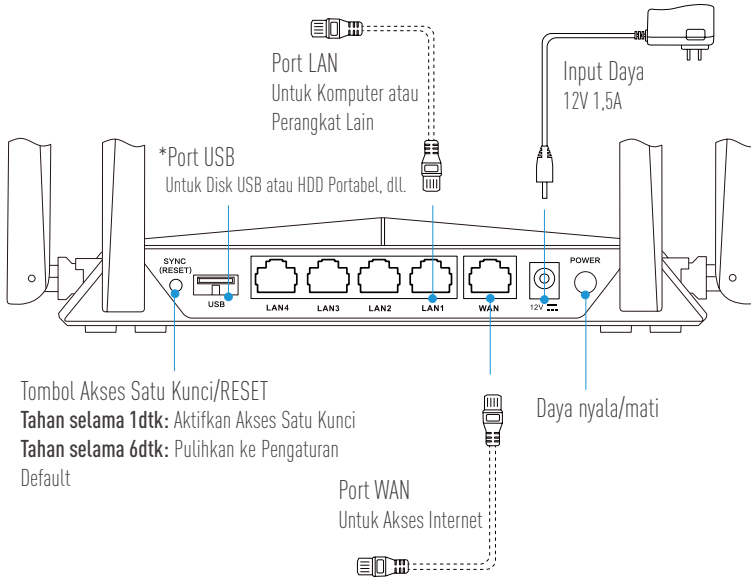 Port LAN
Untuk Komputer atau
Perangkat Lain
Input Daya
12V 1,5A
*Port USB
Untuk Disk USB atau HDD Portabel, dll.
SYNC
(RESET)
USB
LAN4
LAN3
LAN2
LAN1
WAN
12V
POWER
Tombol Akses Satu Kunci/RESET
Tahan selama 1dtk: Aktifkan Akses Satu Kunci
Tahan selama 6dtk: Pulihkan ke Pengaturan
Default
Daya nyala/mati
Port WAN
Untuk Akses Internet